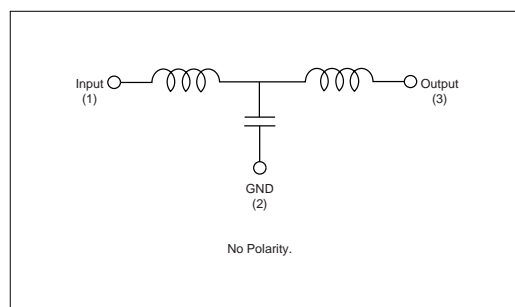 Input
(1)
Output
(3)
GND
(2)
No Polarity.